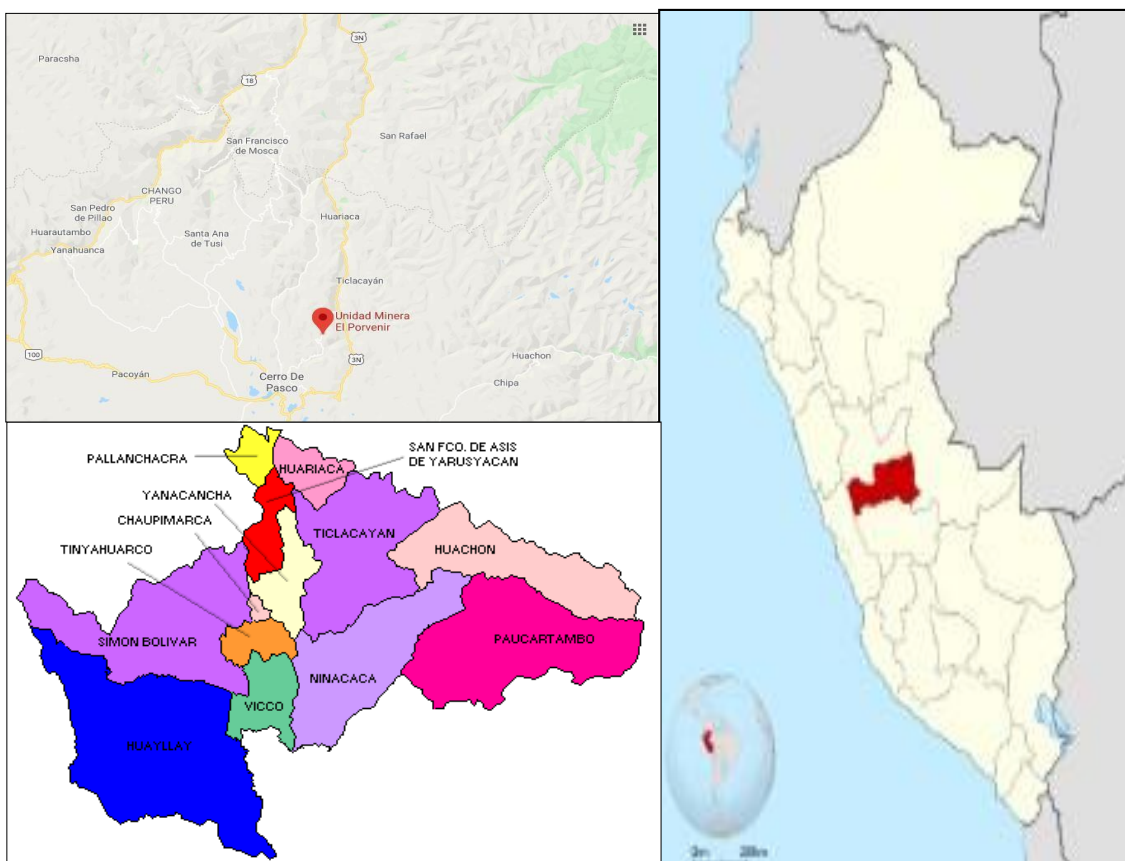 3N
Paracsha
18
San Francisco
de Mosca
San Rafael
CHANGO
PERU
San Pedro
de Pillao
Huariaca
Huarautambo
Santa Ana
de Tusi
Yanahuanca
Ticlacayán
Unidad Minera
El Porvenir
100
3N
Huachon
Pacoyán
Cerro De
Pasco
Chipa
PALLANCHACRA
SAN FCO. DE ASIS
DE YARUSYACAN
HUARIACA
YANACANCHA
CHAUPIMARCA
TICLACAYAN
TINYAHUARCO
HUACHON
SIMON BOLIVAR
PAUCARTAMBO
NINACACA
VICCO
HUAYLLAY